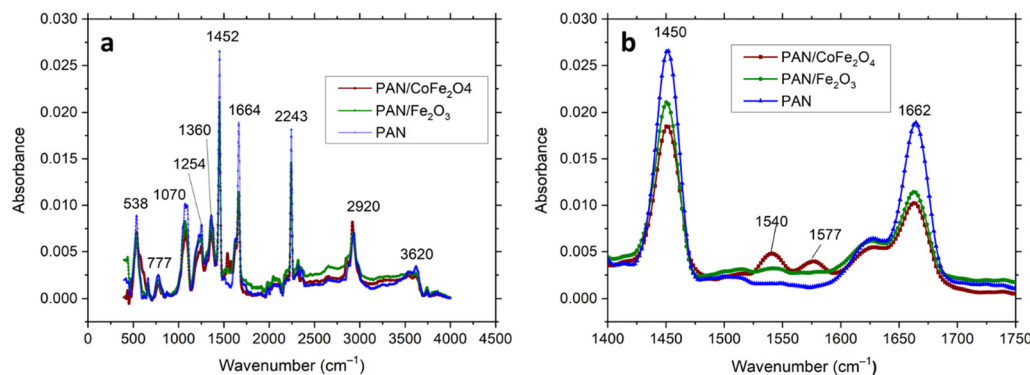 a
0.030
0.025
0.020
0.015
0.010
0.005
0.000
Absorbance
0 500 1000 1500 2000 2500 3000 3500 4000 4500
Wavenumber (cm⁻¹)
PAN/CoFe₂O4
PAN/Fe₂O₃
PAN
538
777
1070
1254
1360
1452
1664
2243
2920
3620
b
0.030
0.025
0.020
0.015
0.010
0.005
0.000
Absorbance
1400 1450 1500 1550 1600 1650 1700 1750
Wavenumber (cm⁻¹)
PAN/CoFe₂O₄
PAN/Fe₂O₃
PAN
1450
1540
1577
1662